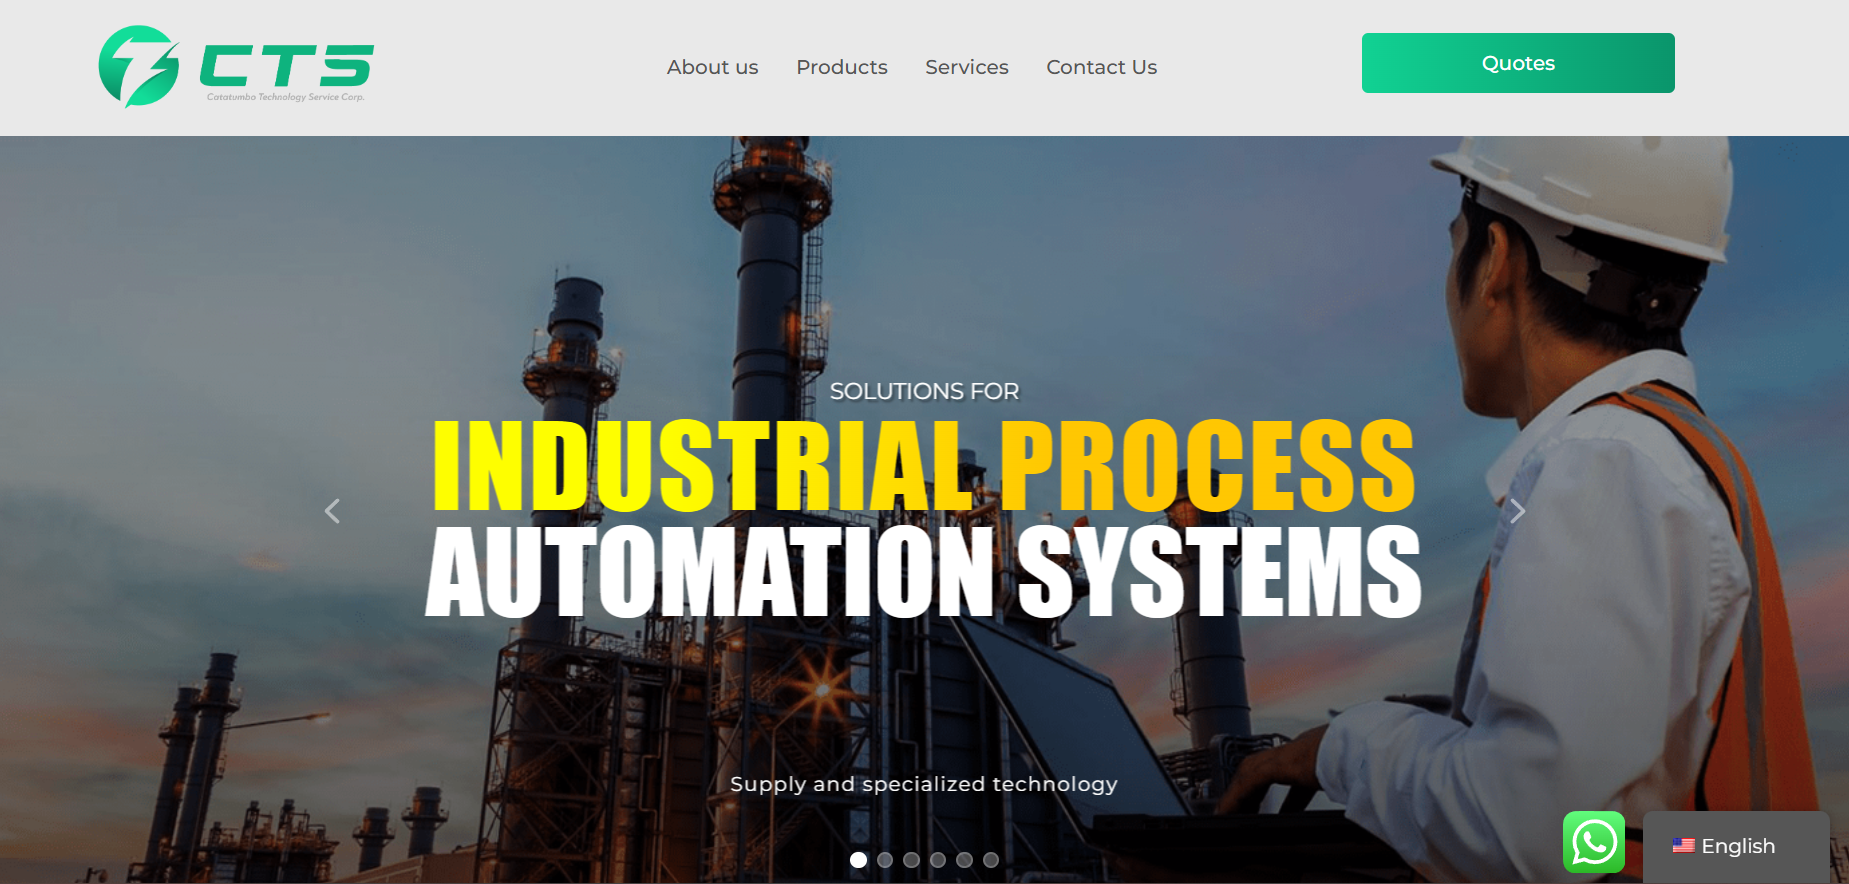 CTS
Catatumbo Technology Service Corp.
About us
Products
Services
Contact Us
Quotes
SOLUTIONS FOR
INDUSTRIAL PROCESS
AUTOMATION SYSTEMS
Supply and specialized technology
English